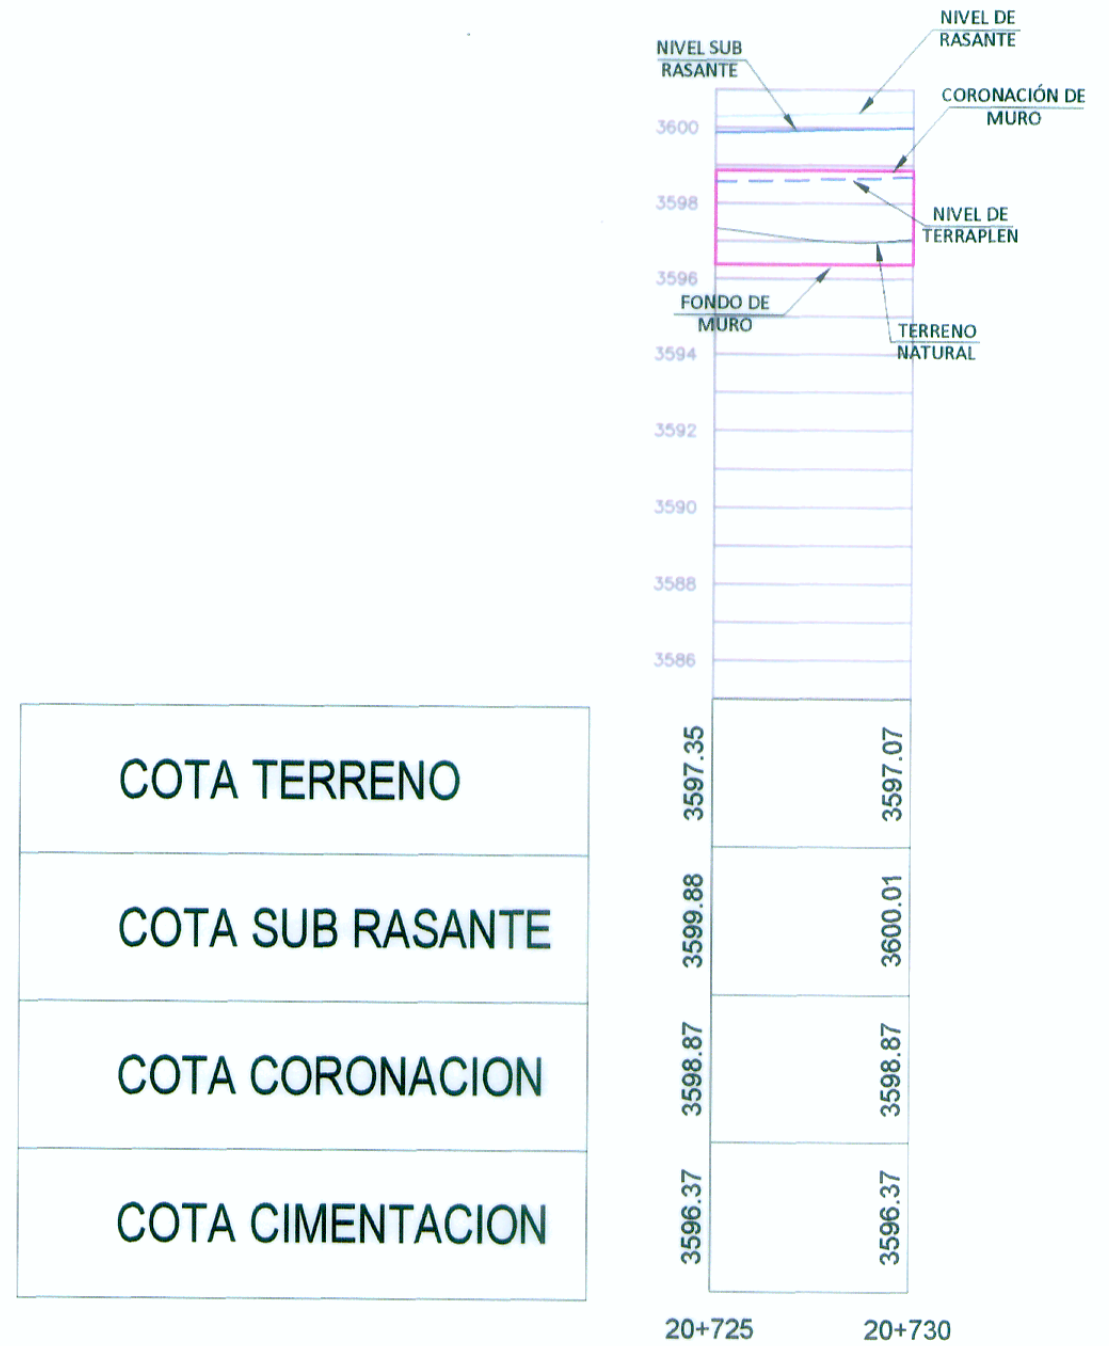 NIVEL DE
RASANTE
NIVEL SUB
RASANTE
CORONACIÓN DE
MURO
3600
3598
NIVEL DE
TERRAPLEN
3596
FONDO DE
MURO
TERRENO
NATURAL
3594
3592
3590
3588
3586
COTA TERRENO
3597.35
3597.07
COTA SUB RASANTE
3599.88
3600.01
COTA CORONACION
3598.87
3598.87
COTA CIMENTACION
3596.37
3596.37
20+725
20+730